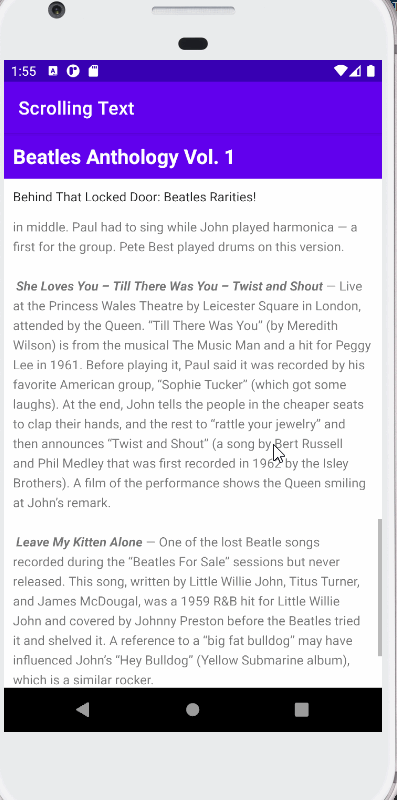 1:55
Scrolling Text
Beatles Anthology Vol. 1
Behind That Locked Door: Beatles Rarities!
in middle. Paul had to sing while John played harmonica — a
first for the group. Pete Best played drums on this version.
She Loves You – Till There Was You – Twist and Shout — Live
at the Princess Wales Theatre by Leicester Square in London,
attended by the Queen. “Till There Was You” (by Meredith
Wilson) is from the musical The Music Man and a hit for Peggy
Lee in 1961. Before playing it, Paul said it was recorded by his
favorite American group, “Sophie Tucker” (which got some
laughs). At the end, John tells the people in the cheaper seats
to clap their hands, and the rest to “rattle your jewelry” and
then announces “Twist and Shout” (a song by Bert Russell
and Phil Medley that was first recorded in 1962 by the Isley
Brothers). A film of the performance shows the Queen smiling
at John’s remark.
Leave My Kitten Alone — One of the lost Beatle songs
recorded during the “Beatles For Sale” sessions but never
released. This song, written by Little Willie John, Titus Turner,
and James McDougal, was a 1959 R&B hit for Little Willie
John and covered by Johnny Preston before the Beatles tried
it and shelved it. A reference to a “big fat bulldog” may have
influenced John’s “Hey Bulldog” (Yellow Submarine album),
which is a similar rocker.